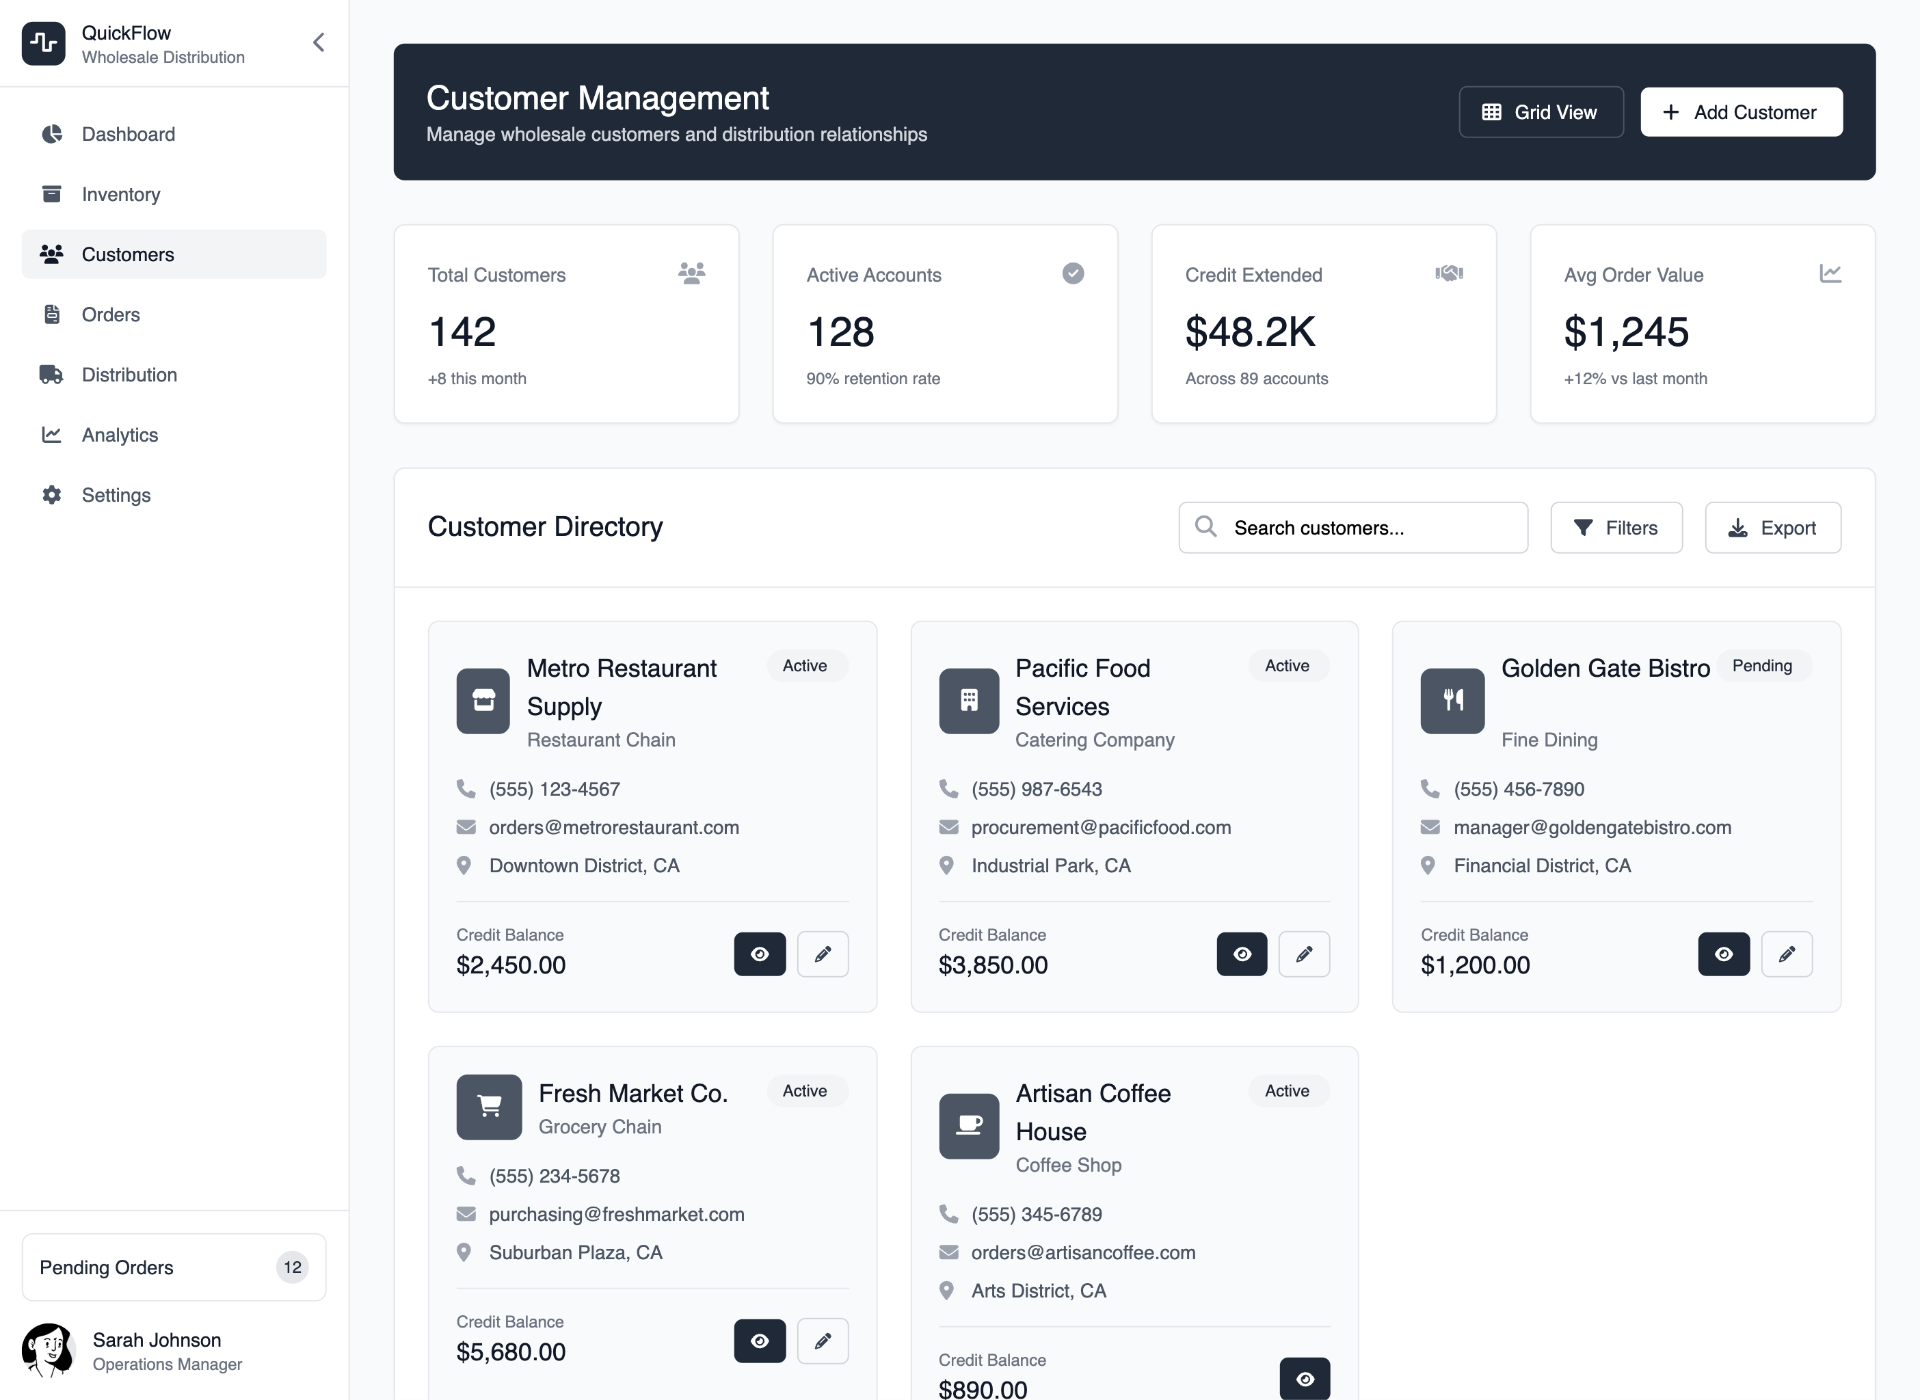 QuickFlow
Wholesale Distribution
Dashboard
Inventory
Customers
Orders
Distribution
Analytics
Settings
Pending Orders 12
Sarah Johnson
Operations Manager
Customer Management
Manage wholesale customers and distribution relationships
Grid View
Add Customer
Total Customers
142
+8 this month
Active Accounts
128
90% retention rate
Credit Extended
$48.2K
Across 89 accounts
Avg Order Value
$1,245
+12% vs last month
Customer Directory
Search customers...
Filters
Export
Metro Restaurant
Supply
Active
Restaurant Chain
(555) 123-4567
orders@metrorestaurant.com
Downtown District, CA
Credit Balance
$2,450.00
Pacific Food
Services
Active
Catering Company
(555) 987-6543
procurement@pacificfood.com
Industrial Park, CA
Credit Balance
$3,850.00
Golden Gate Bistro
Pending
Fine Dining
(555) 456-7890
manager@goldengatebistro.com
Financial District, CA
Credit Balance
$1,200.00
Fresh Market Co.
Active
Grocery Chain
(555) 234-5678
purchasing@freshmarket.com
Suburban Plaza, CA
Credit Balance
$5,680.00
Artisan Coffee
House
Active
Coffee Shop
(555) 345-6789
orders@artisancoffee.com
Arts District, CA
Credit Balance
$890.00